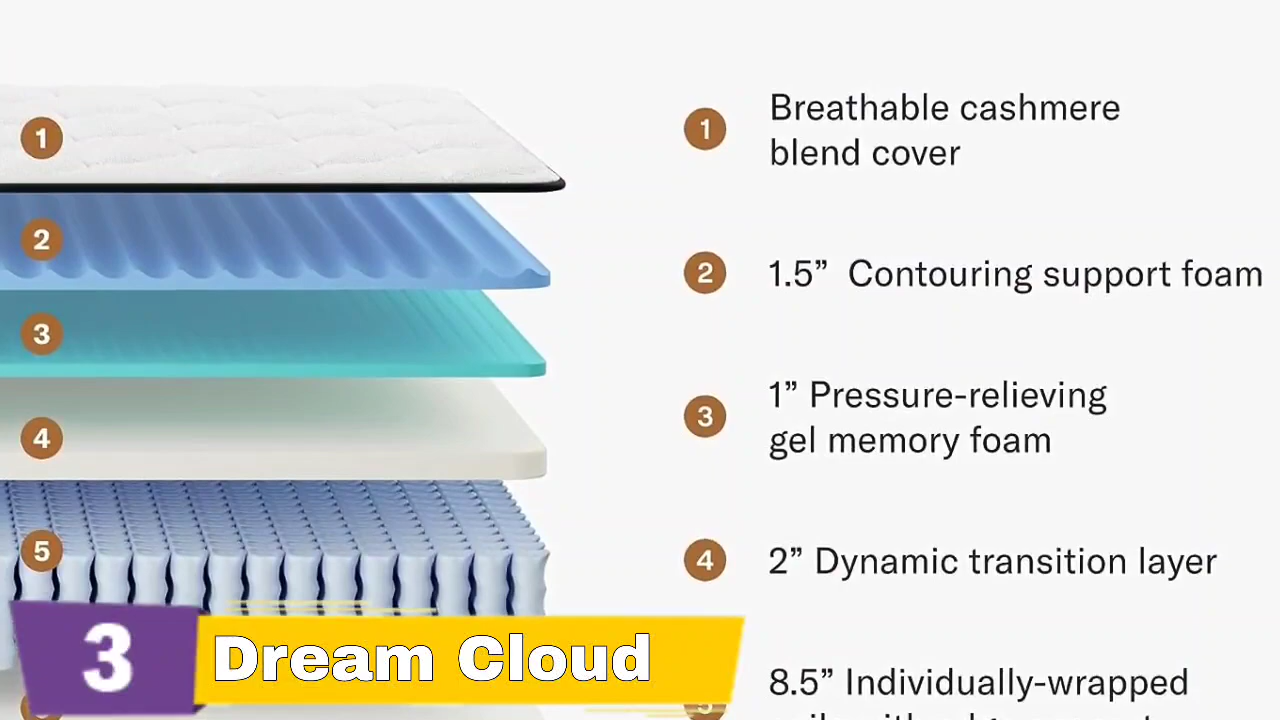 1
Breathable cashmere
blend cover
1
2
1.5” Contouring support foam
2
3
1” Pressure-relieving
gel memory foam
3
4
2” Dynamic transition layer
4
5
8.5” Individually-wrapped
5
3
Dream Cloud